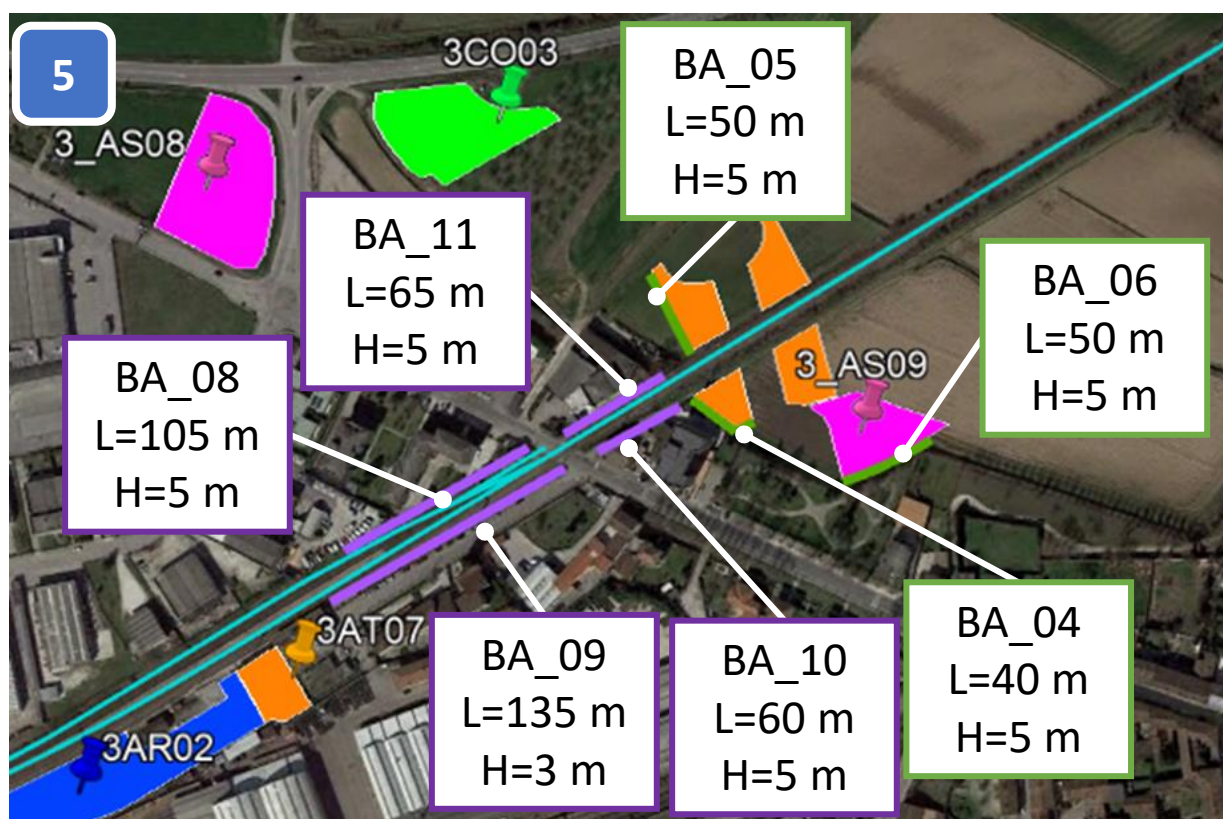 5
3CO03
3_AS08
BA_05
L=50 m
H=5 m
BA_11
L=65 m
H=5 m
BA_06
L=50 m
H=5 m
BA_08
L=105 m
H=5 m
3_AS09
3AT07
BA_09
L=135 m
H=3 m
BA_10
L=60 m
H=5 m
BA_04
L=40 m
H=5 m
3AR02